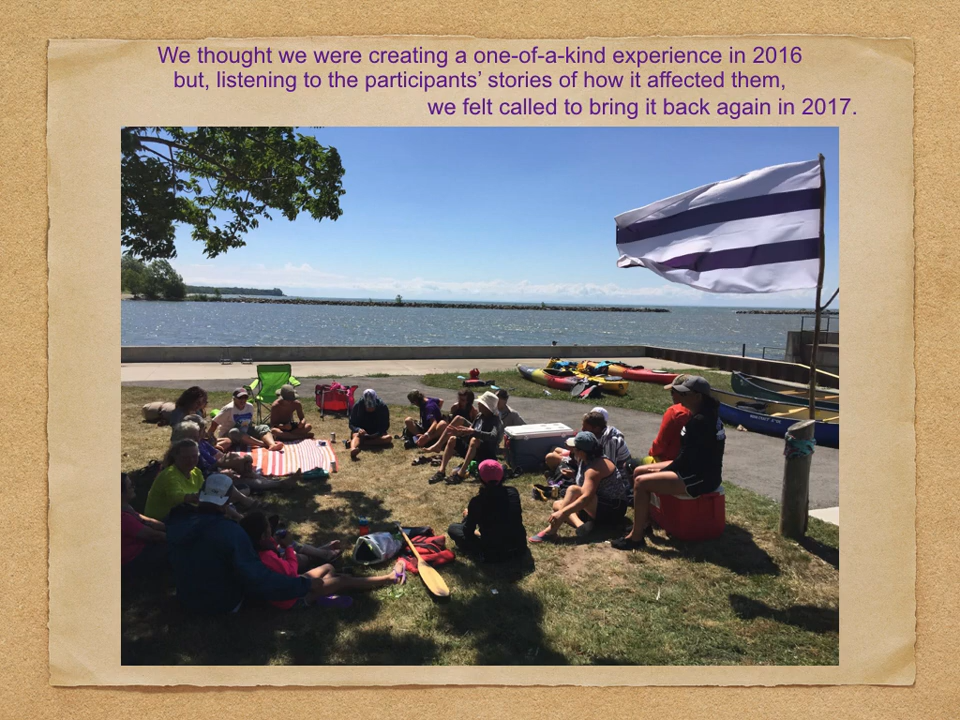 We thought we were creating a one-of-a-kind experience in 2016
but, listening to the participants’ stories of how it affected them,
we felt called to bring it back again in 2017.